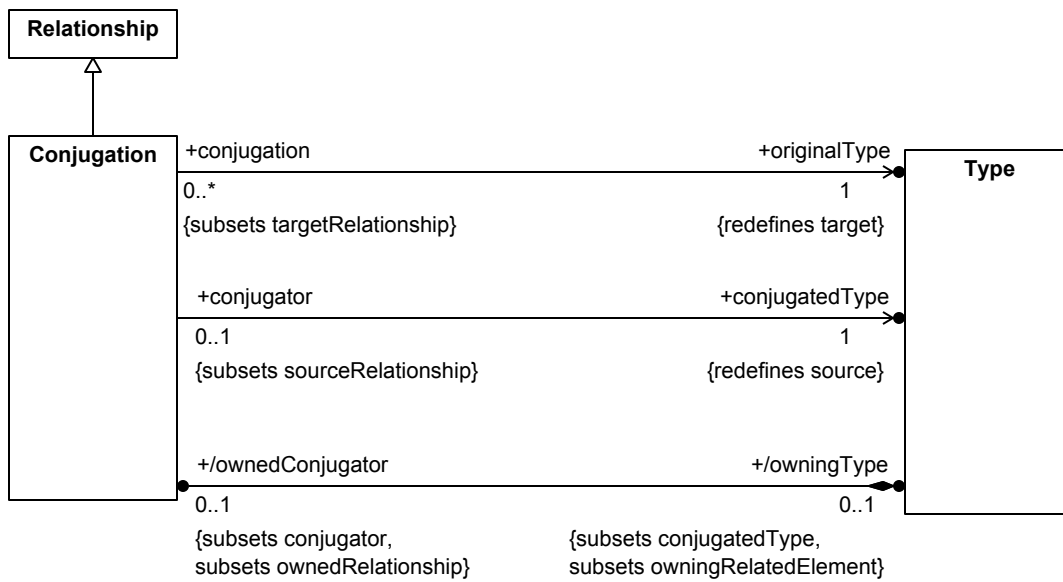 Relationship
Conjugation
Type
+conjugation
+originalType
0..*
1
{subsets targetRelationship}
{redefines target}
+conjugator
+conjugatedType
0..1
1
{subsets sourceRelationship}
{redefines source}
+/ownedConjugator
+/owningType
0..1
0..1
{subsets conjugator,
subsets ownedRelationship}
{subsets conjugatedType,
subsets owningRelatedElement}